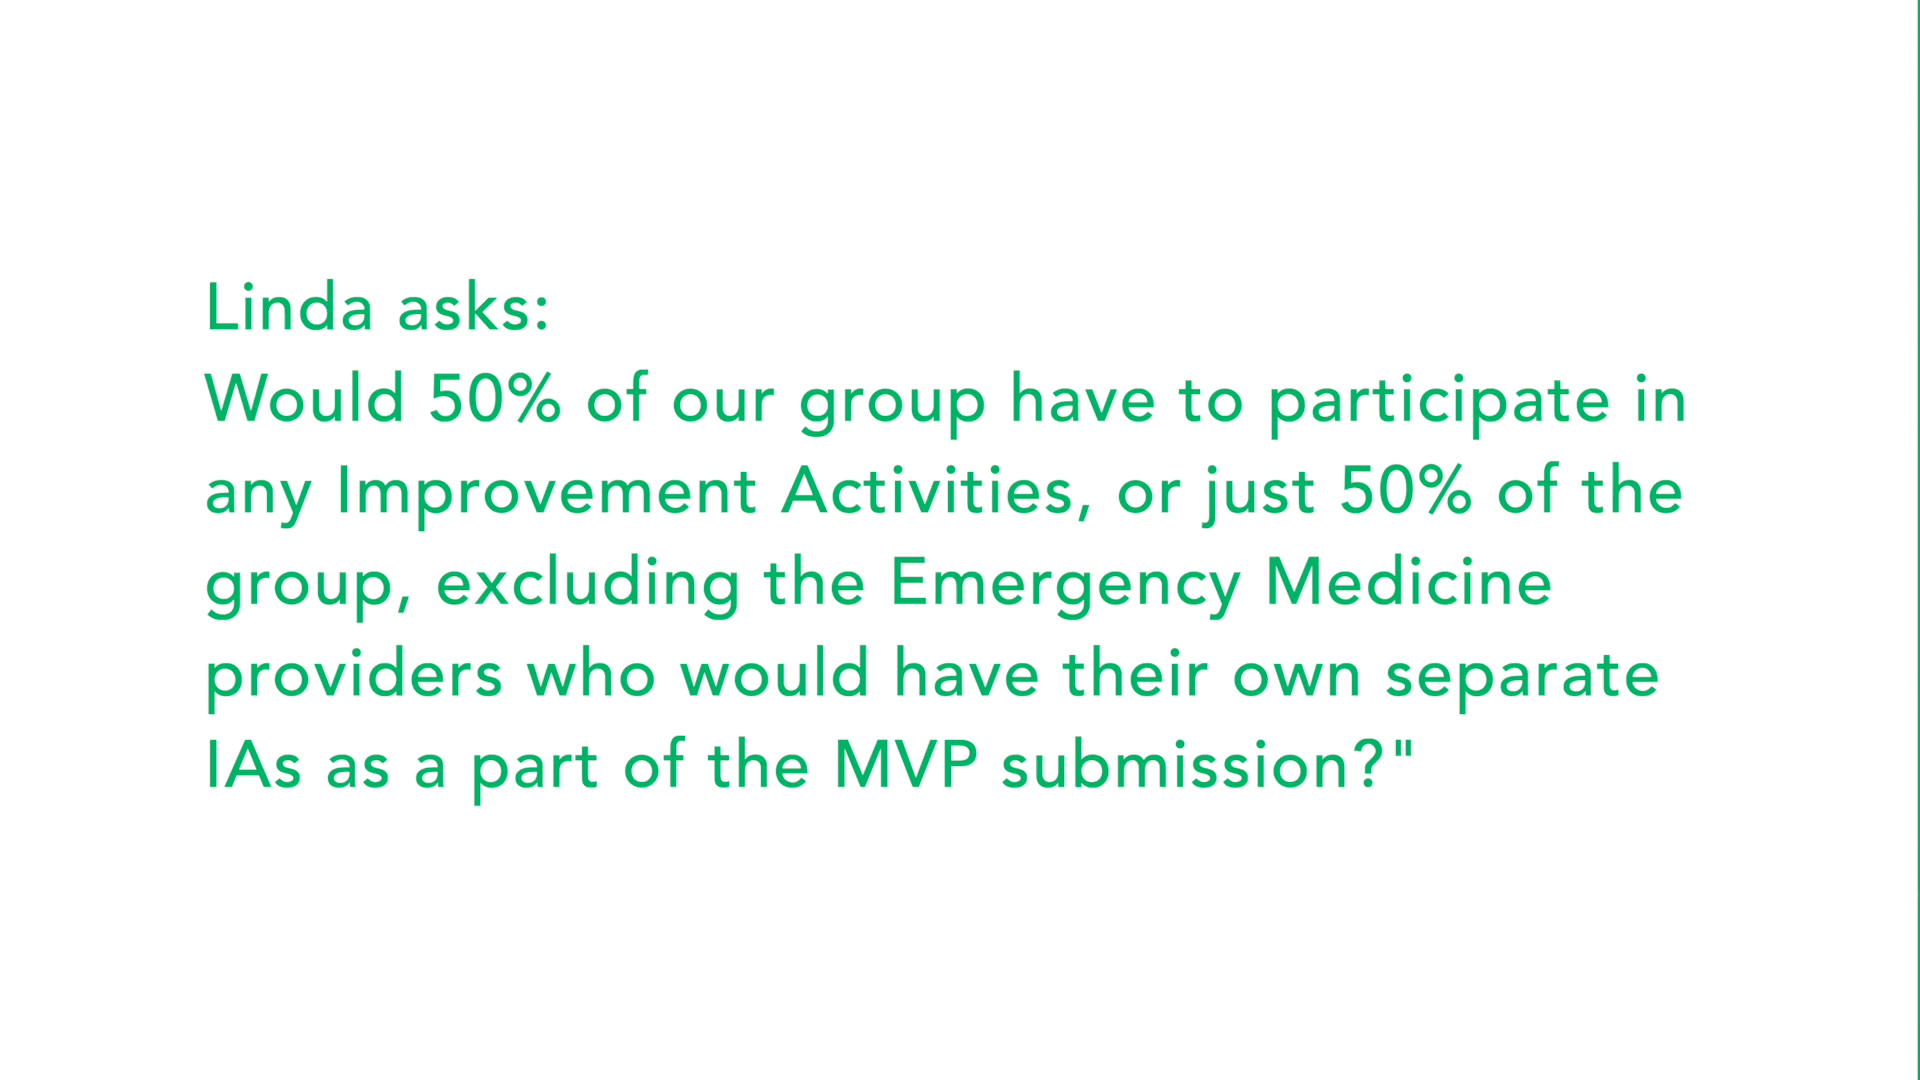 Linda asks:
Would 50% of our group have to participate in
any Improvement Activities, or just 50% of the
group, excluding the Emergency Medicine
providers who would have their own separate
IAs as a part of the MVP submission?"